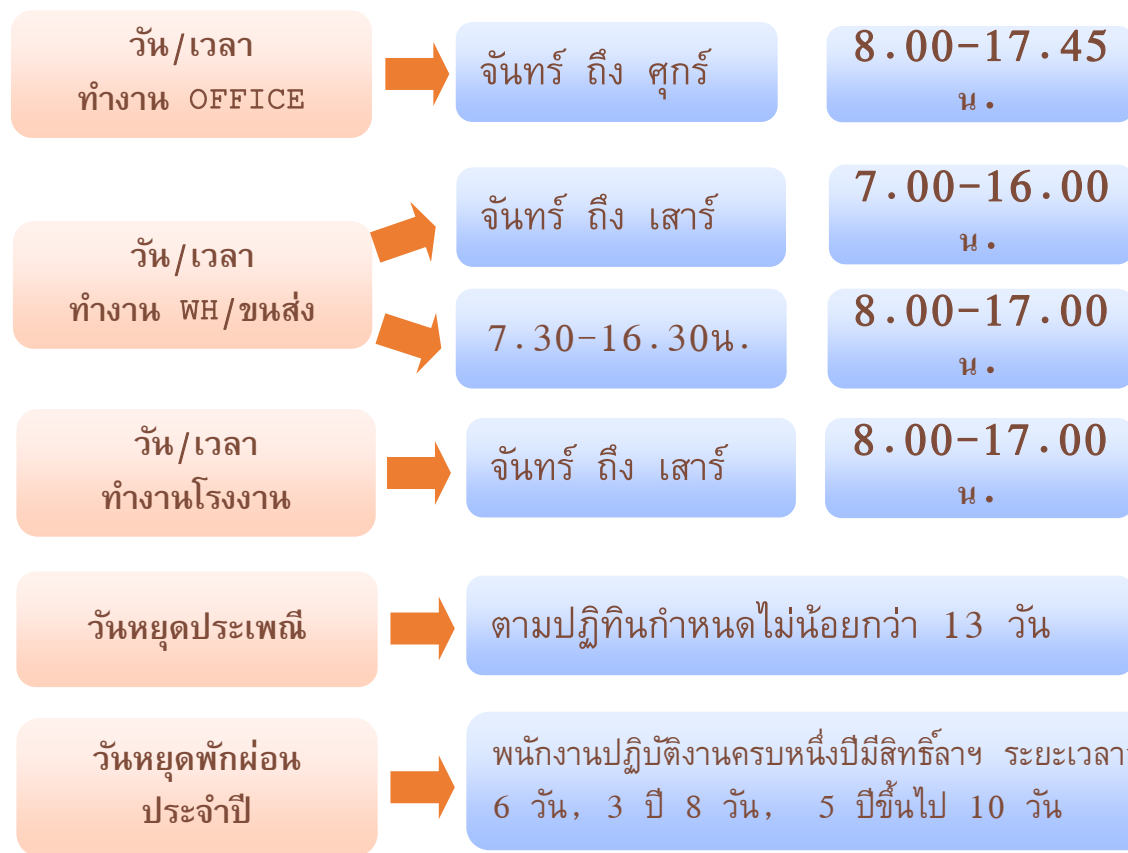 วัน/เวลา
ทำงาน OFFICE
จันทร์ ถึง ศุกร์
8.00-17.45
น.
วัน/เวลา
ทำงาน WH/ขนส่ง
จันทร์ ถึง เสาร์
7.00-16.00
น.
7.30-16.30น.
8.00-17.00
น.
วัน/เวลา
ทำงานโรงงาน
จันทร์ ถึง เสาร์
8.00-17.00
น.
วันหยุดประเพณี
ตามปฏิทินกำหนดไม่น้อยกว่า 13 วัน
วันหยุดพักผ่อน
ประจำปี
พนักงานปฏิบัติงานครบหนึ่งปีมีสิทธิ์ลาฯ ระยะเวลา
6 วัน, 3 ปี 8 วัน, 5 ปีขึ้นไป 10 วัน